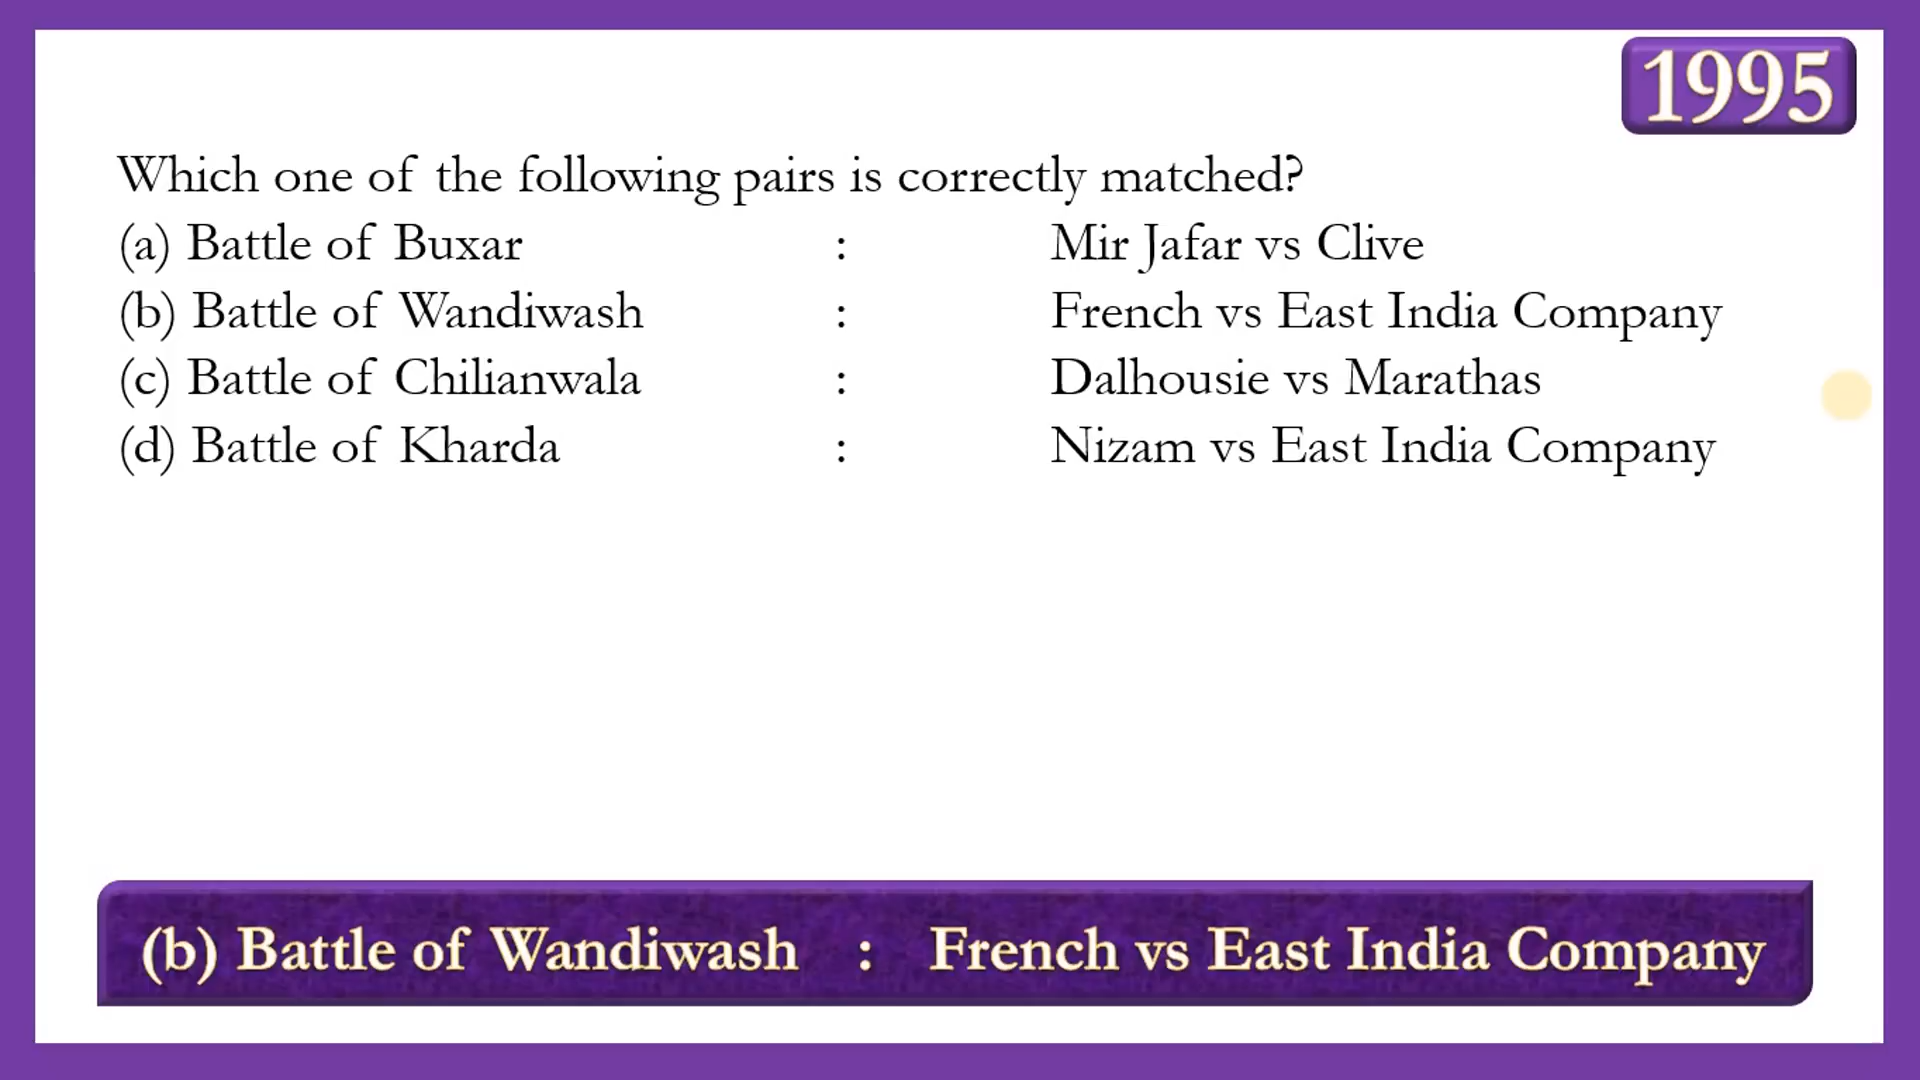 1995
Which one of the following pairs is correctly matched?
(a) Battle of Buxar : Mir Jafar vs Clive
(b) Battle of Wandiwash : French vs East India Company
(c) Battle of Chilianwala : Dalhousie vs Marathas
(d) Battle of Kharda : Nizam vs East India Company
(b) Battle of Wandiwash : French vs East India Company